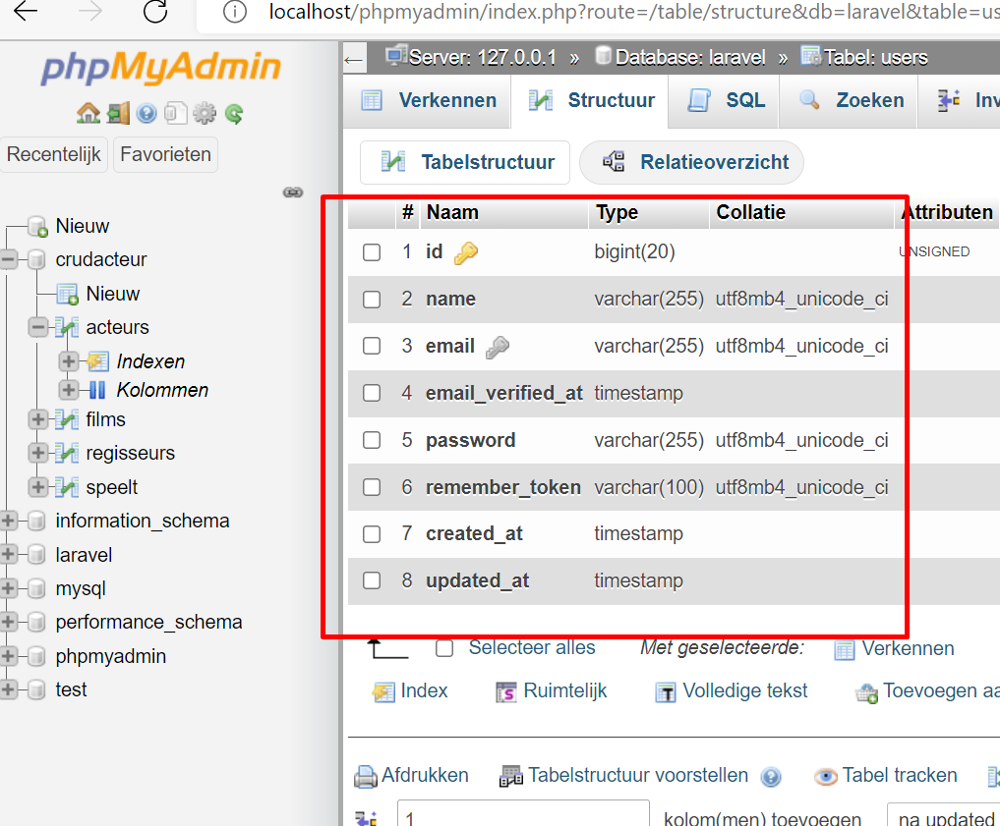 localhost/phpmyadmin/index.php?route=/table/structure&db=laravel&table=us
phpMyAdmin
Recentelijk Favorieten
Nieuw
crudacteur
Nieuw
acteurs
Indexen
Kolommen
films
regisseurs
speelt
information_schema
laravel
mysql
performance_schema
phpmyadmin
test
Server: 127.0.0.1 » Database: laravel » Tabel: users
Verkennen Structuur SQL Zoeken Inv
Tabelstructuur Relatieoverzicht
# Naam Type Collatie Attributen
1 id bigint(20) UNSIGNED
2 name varchar(255) utf8mb4_unicode_ci
3 email varchar(255) utf8mb4_unicode_ci
4 email_verified_at timestamp
5 password varchar(255) utf8mb4_unicode_ci
6 remember_token varchar(100) utf8mb4_unicode_ci
7 created_at timestamp
8 updated_at timestamp
Selecteer alles Met geselecteerde: Verkennen
Index Ruimtelijk Volledige tekst Toevoegen aa
Afdrukken Tabelstructuur voorstellen Tabel tracken
1 kolom(men) toevoegen na updated